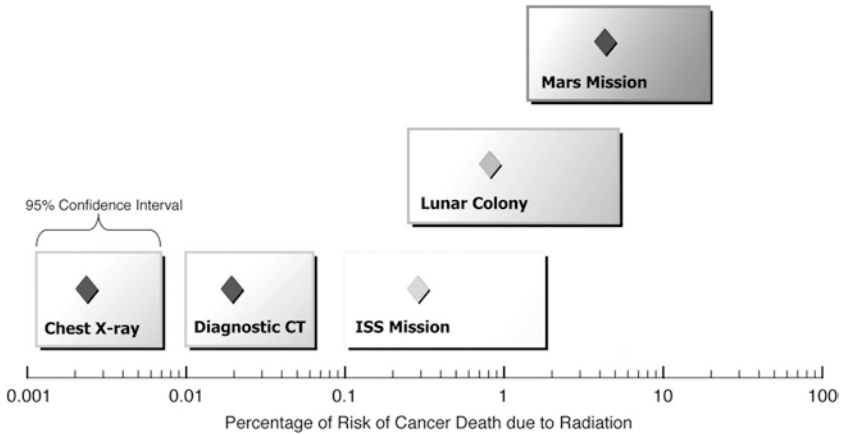 Mars Mission
Lunar Colony
95% Confidence Interval
Chest X-ray
Diagnostic CT
ISS Mission
0.001 0.01 0.1 1 10 100
Percentage of Risk of Cancer Death due to Radiation